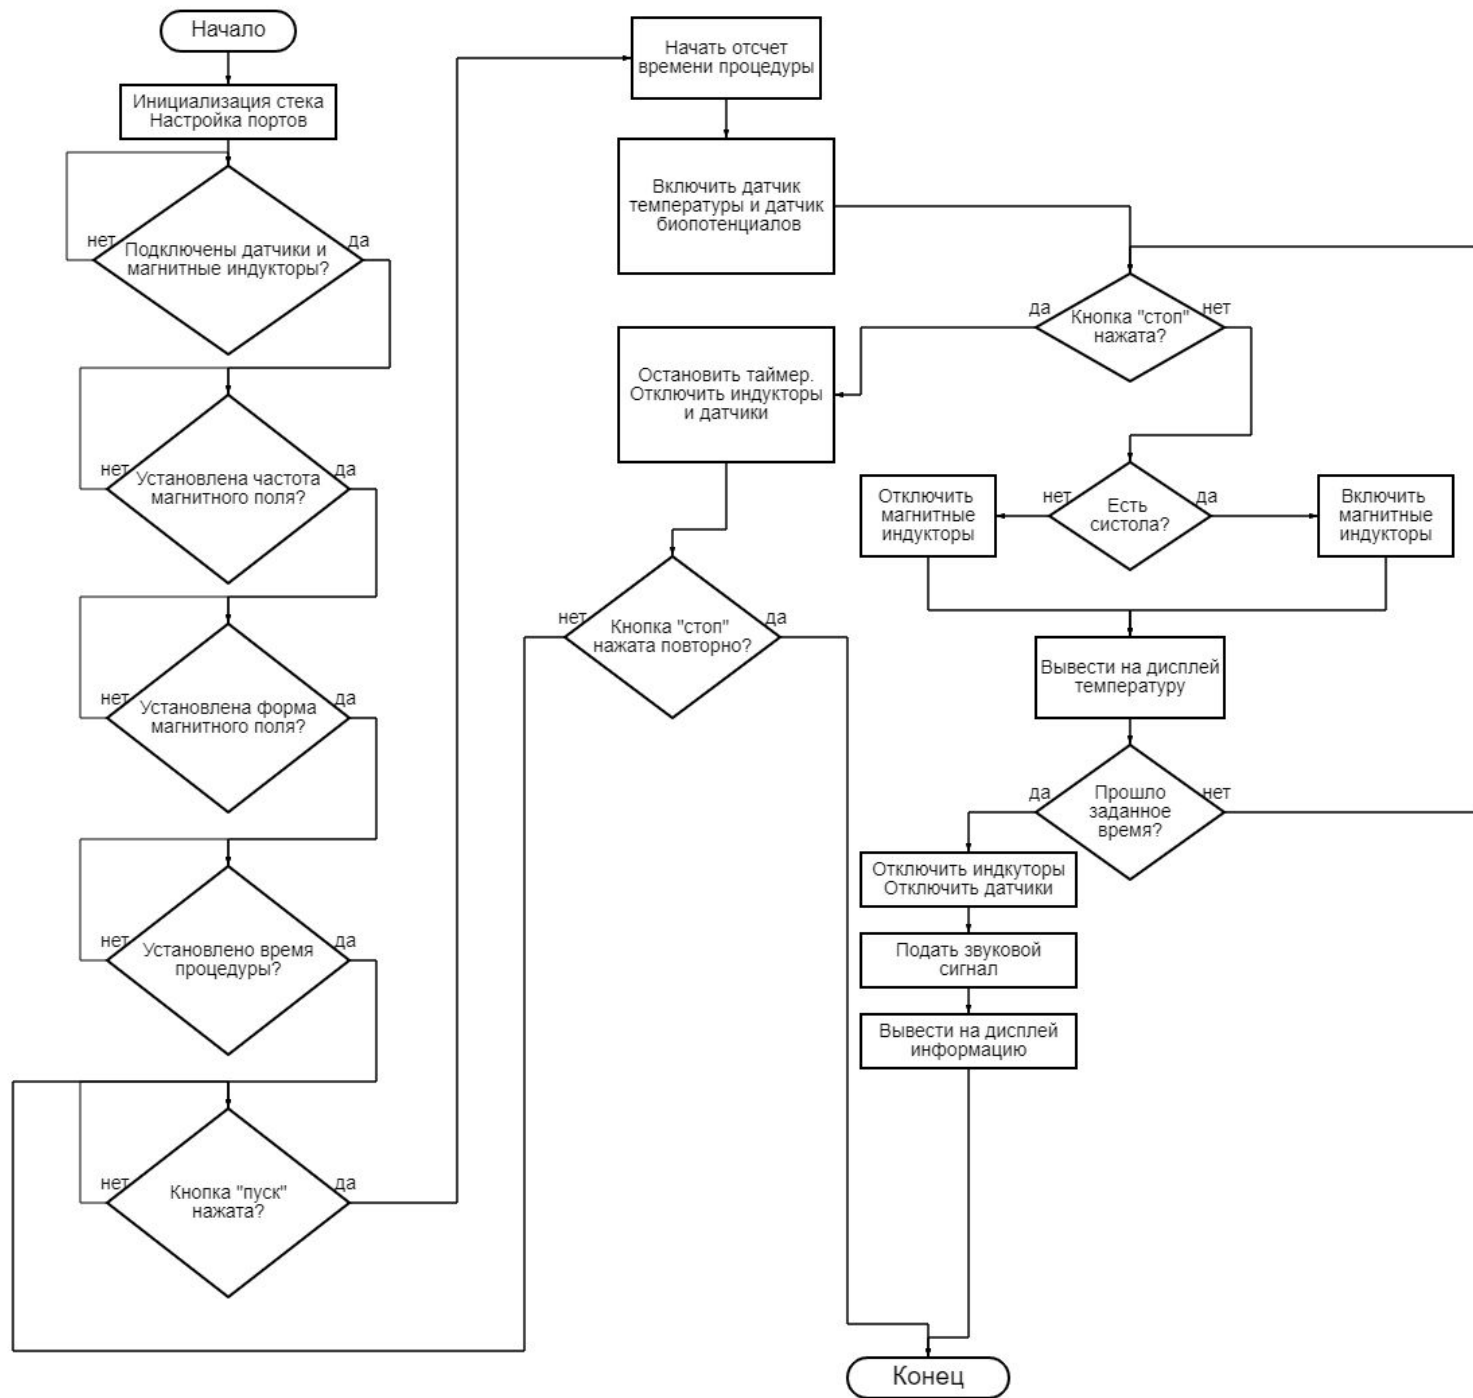 Начало
Инициализация стека
Настройка портов
нет
да
Подключены датчики и
магнитные индукторы?
нет
да
Установлена частота
магнитного поля?
нет
да
Установлена форма
магнитного поля?
нет
да
Установлено время
процедуры?
нет
да
Кнопка "пуск"
нажата?
Начать отсчет
времени процедуры
Включить датчик
температуры и датчик
биопотенциалов
да
нет
Кнопка "стоп"
нажата?
Остановить таймер.
Отключить индукторы
и датчики
нет
да
Кнопка "стоп"
нажата повторно?
нет
да
Есть
систола?
Отключить
магнитные
индукторы
Включить
магнитные
индукторы
Вывести на дисплей
температуру
да
нет
Прошло
заданное
время?
Отключить индкуторы
Отключить датчики
Подать звуковой
сигнал
Вывести на дисплей
информацию
Конец